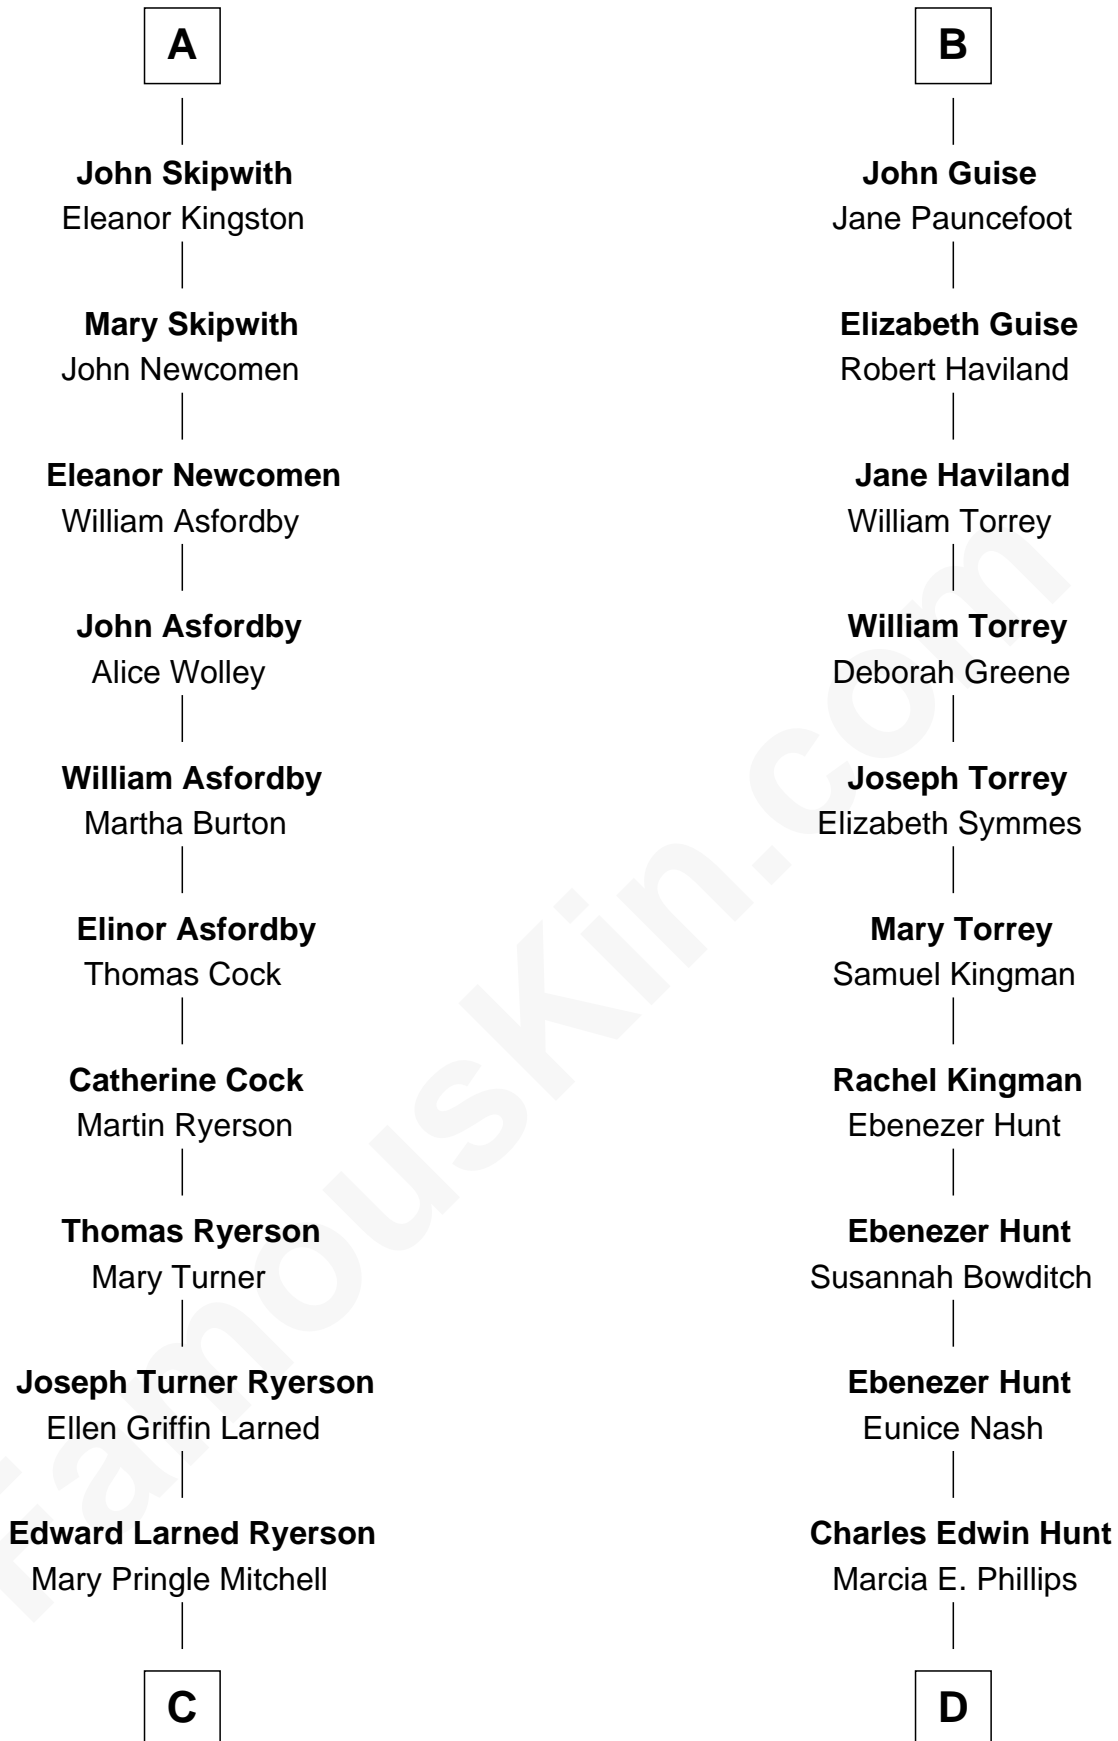 A
John Skipwith
Eleanor Kingston
Mary Skipwith
John Newcomen
Eleanor Newcomen
William Asfordby
John Asfordby
Alice Wolley
William Asfordby
Martha Burton
Elinor Asfordby
Thomas Cock
Catherine Cock
Martin Ryerson
Thomas Ryerson
Mary Turner
Joseph Turner Ryerson
Ellen Griffin Larned
Edward Larned Ryerson
Mary Pringle Mitchell
C
B
John Guise
Jane Pauncefoot
Elizabeth Guise
Robert Haviland
Jane Haviland
William Torrey
William Torrey
Deborah Greene
Joseph Torrey
Elizabeth Symmes
Mary Torrey
Samuel Kingman
Rachel Kingman
Ebenezer Hunt
Ebenezer Hunt
Susannah Bowditch
Ebenezer Hunt
Eunice Nash
Charles Edwin Hunt
Marcia E. Phillips
D
FamousKin.com